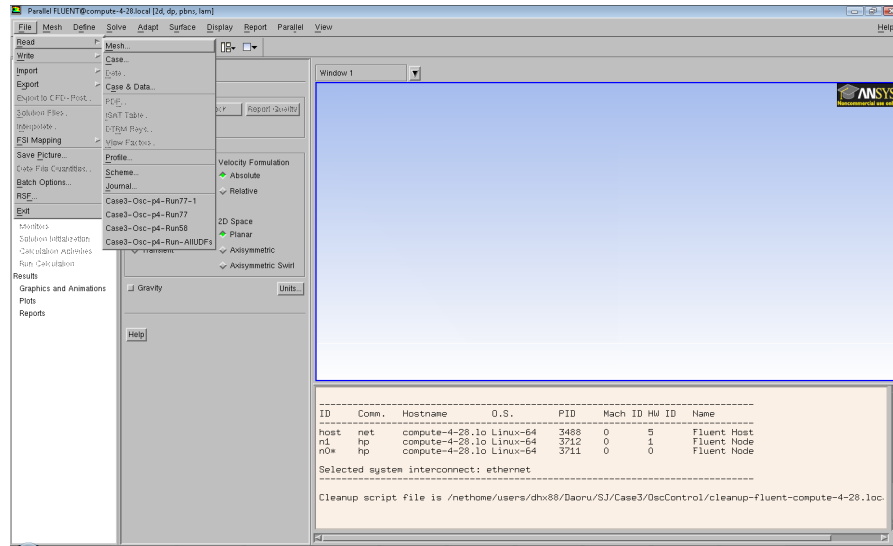 Parallel FLUENT@compute-4-28.local [2d, dp, pbns, lam]
File Mesh Define Solve Adapt Surface Display Report Parallel View Help
Read
Write
Import
Export
Export to CFD-Post...
Solution Files...
Interpolate...
FSI Mapping
Save Picture...
Data File Quantities...
Batch Options...
RSF...
Exit
Mesh...
Case...
Data...
Case & Data...
PDF...
ISAT Table...
DTRM Rays...
View Factors...
Profile...
Scheme...
Journal...
Case3-Osc-p4-Run77-1
Case3-Osc-p4-Run77
Case3-Osc-p4-Run58
Case3-Osc-p4-Run-AllUDFs
Monitors
Solution Initialization
Calculation Activities
Run Calculation
Results
Graphics and Animations
Plots
Reports
Report Quality
Velocity Formulation
Absolute
Relative
2D Space
Planar
Axisymmetric
Axisymmetric Swirl
Transient
Gravity
Units...
Help
Window 1
ANSYS
Noncommercial use only
ID Comm. Hostname O.S. PID Mach ID HW ID Name
host net compute-4-28.lo Linux-64 3488 0 5 Fluent Host
n1 hp compute-4-28.lo Linux-64 3712 0 1 Fluent Node
n0* hp compute-4-28.lo Linux-64 3711 0 0 Fluent Node
Selected system interconnect: ethernet
Cleanup script file is /nethome/users/dhx88/Daoru/SJ/Case3/OscControl/cleanup-fluent-compute-4-28.loc